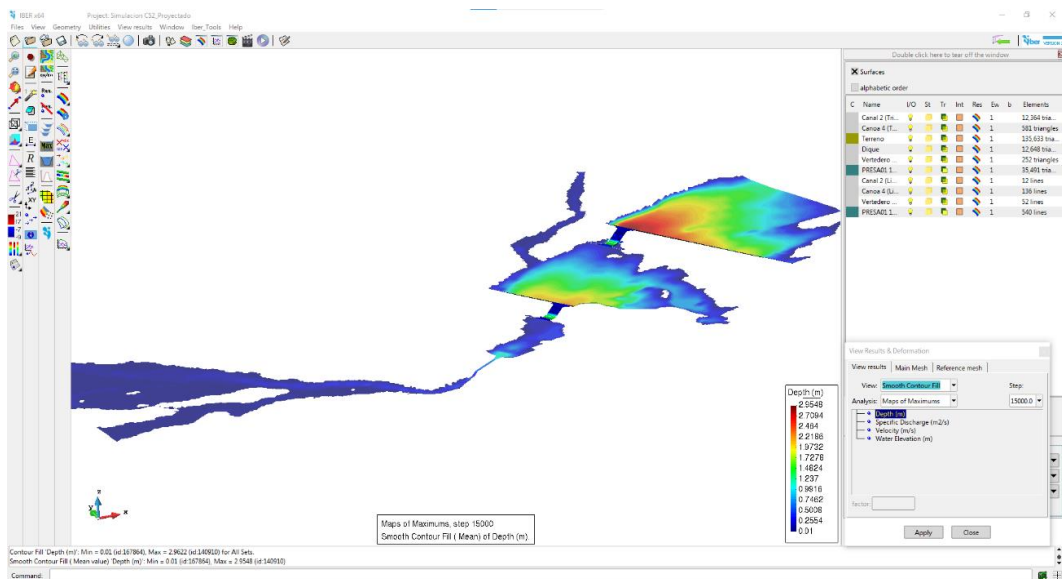 IBER x64 Project: Simulacion CS2_Proyectado
Files View Geometry Utilities View results Window Iber_Tools Help
Iber
Double click here to tear off the window
Surfaces
alphabetic order
C Name I/O St Tr Int Res Ew b Elements
Canal 2 (Tri... 1 12,364 tria...
Canoa 4 (T... 1 581 triangles
Terreno 1 135,633 tria...
Dique 1 12,648 tria...
Vertedero ... 1 252 triangles
PRESA01 1... 1 15,491 tria...
Canal 2 (Li... 1 12 lines
Canoa 4 (Li... 1 136 lines
Vertedero ... 1 52 lines
PRESA01 1... 1 540 lines
View Results & Deformation
View results Main Mesh Reference mesh
View: Smooth Contour Fill Step:
Analysis: Maps of Maximums 15000.0
Depth (m)
Specific Discharge (m2/s)
Velocity (m/s)
Water Elevation (m)
factor:
Apply Close
Depth (m)
2.9548
2.7094
2.464
2.2186
1.9732
1.7278
1.4824
1.237
0.9916
0.7462
0.5008
0.2554
0.01
z
y x
Maps of Maximums, step 15000
Smooth Contour Fill ( Mean) of Depth (m).
Contour Fill 'Depth (m)': Min = 0.01 (id:167864), Max = 2.9622 (id:140910) for All Sets.
Smooth Contour Fill ( Mean value) 'Depth (m)': Min = 0.01 (id:167864), Max = 2.9548 (id:140910)
Command: